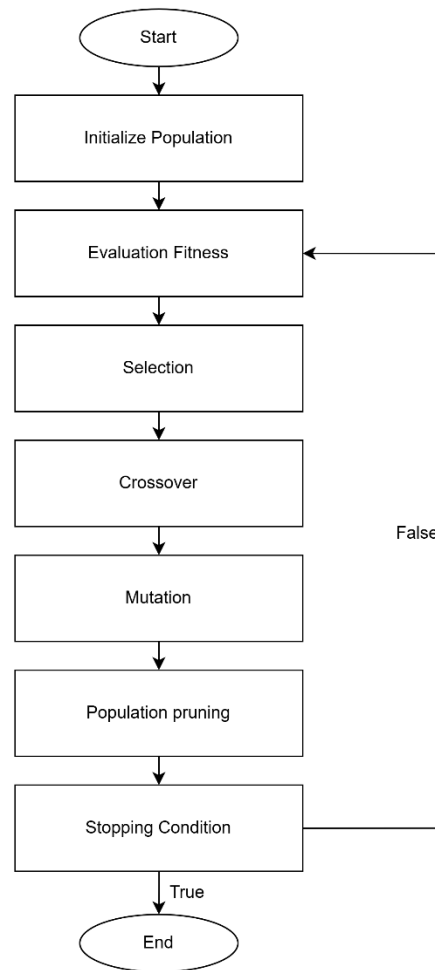 Start
Initialize Population
Evaluation Fitness
Selection
Crossover
False
Mutation
Population pruning
Stopping Condition
True
End